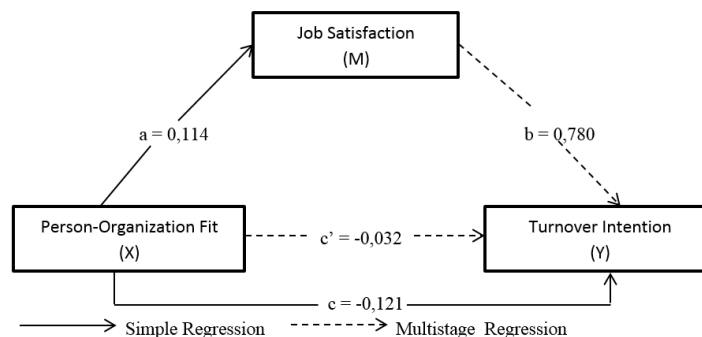 Job Satisfaction
(M)
a = 0,114
b = 0,780
Person-Organization Fit
(X)
c' = -0,032
Turnover Intention
(Y)
c = -0,121
Simple Regression
Multistage Regression